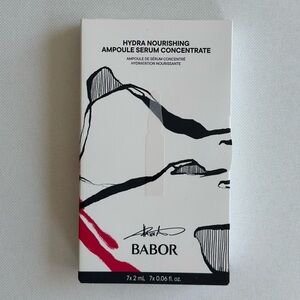 HYDRA NOURISHING
AMPOULE SERUM CONCENTRATE
AMPOULE DE SÉRUM CONCENTRÉ
HYDRATATION NOURISSANTE
BABOR
7x 2 mL 7x 0.06 fl. oz.